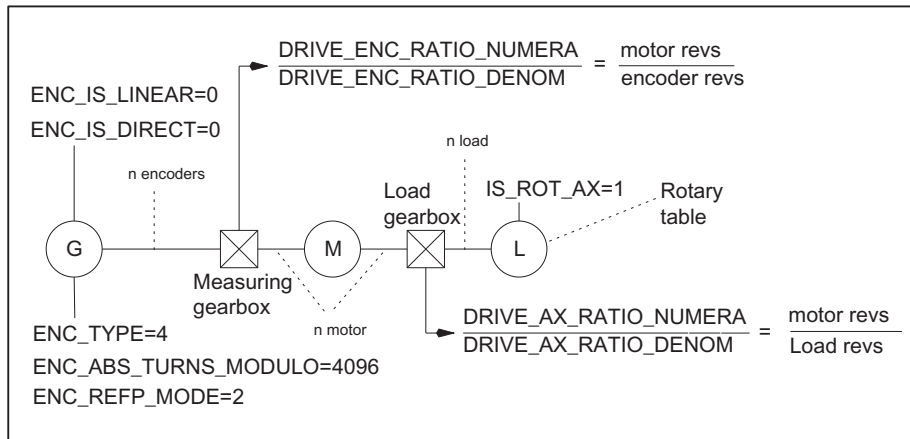 DRIVE_ENC_RATIO_NUMERA
DRIVE_ENC_RATIO_DENOM
=
motor revs
encoder revs
ENC_IS_LINEAR=0
ENC_IS_DIRECT=0
n encoders
n load
Load
gearbox
IS_ROT_AX=1
Rotary
table
G
M
L
Measuring
gearbox
n motor
DRIVE_AX_RATIO_NUMERA
DRIVE_AX_RATIO_DENOM
=
motor revs
Load revs
ENC_TYPE=4
ENC_ABS_TURNS_MODULO=4096
ENC_REFP_MODE=2